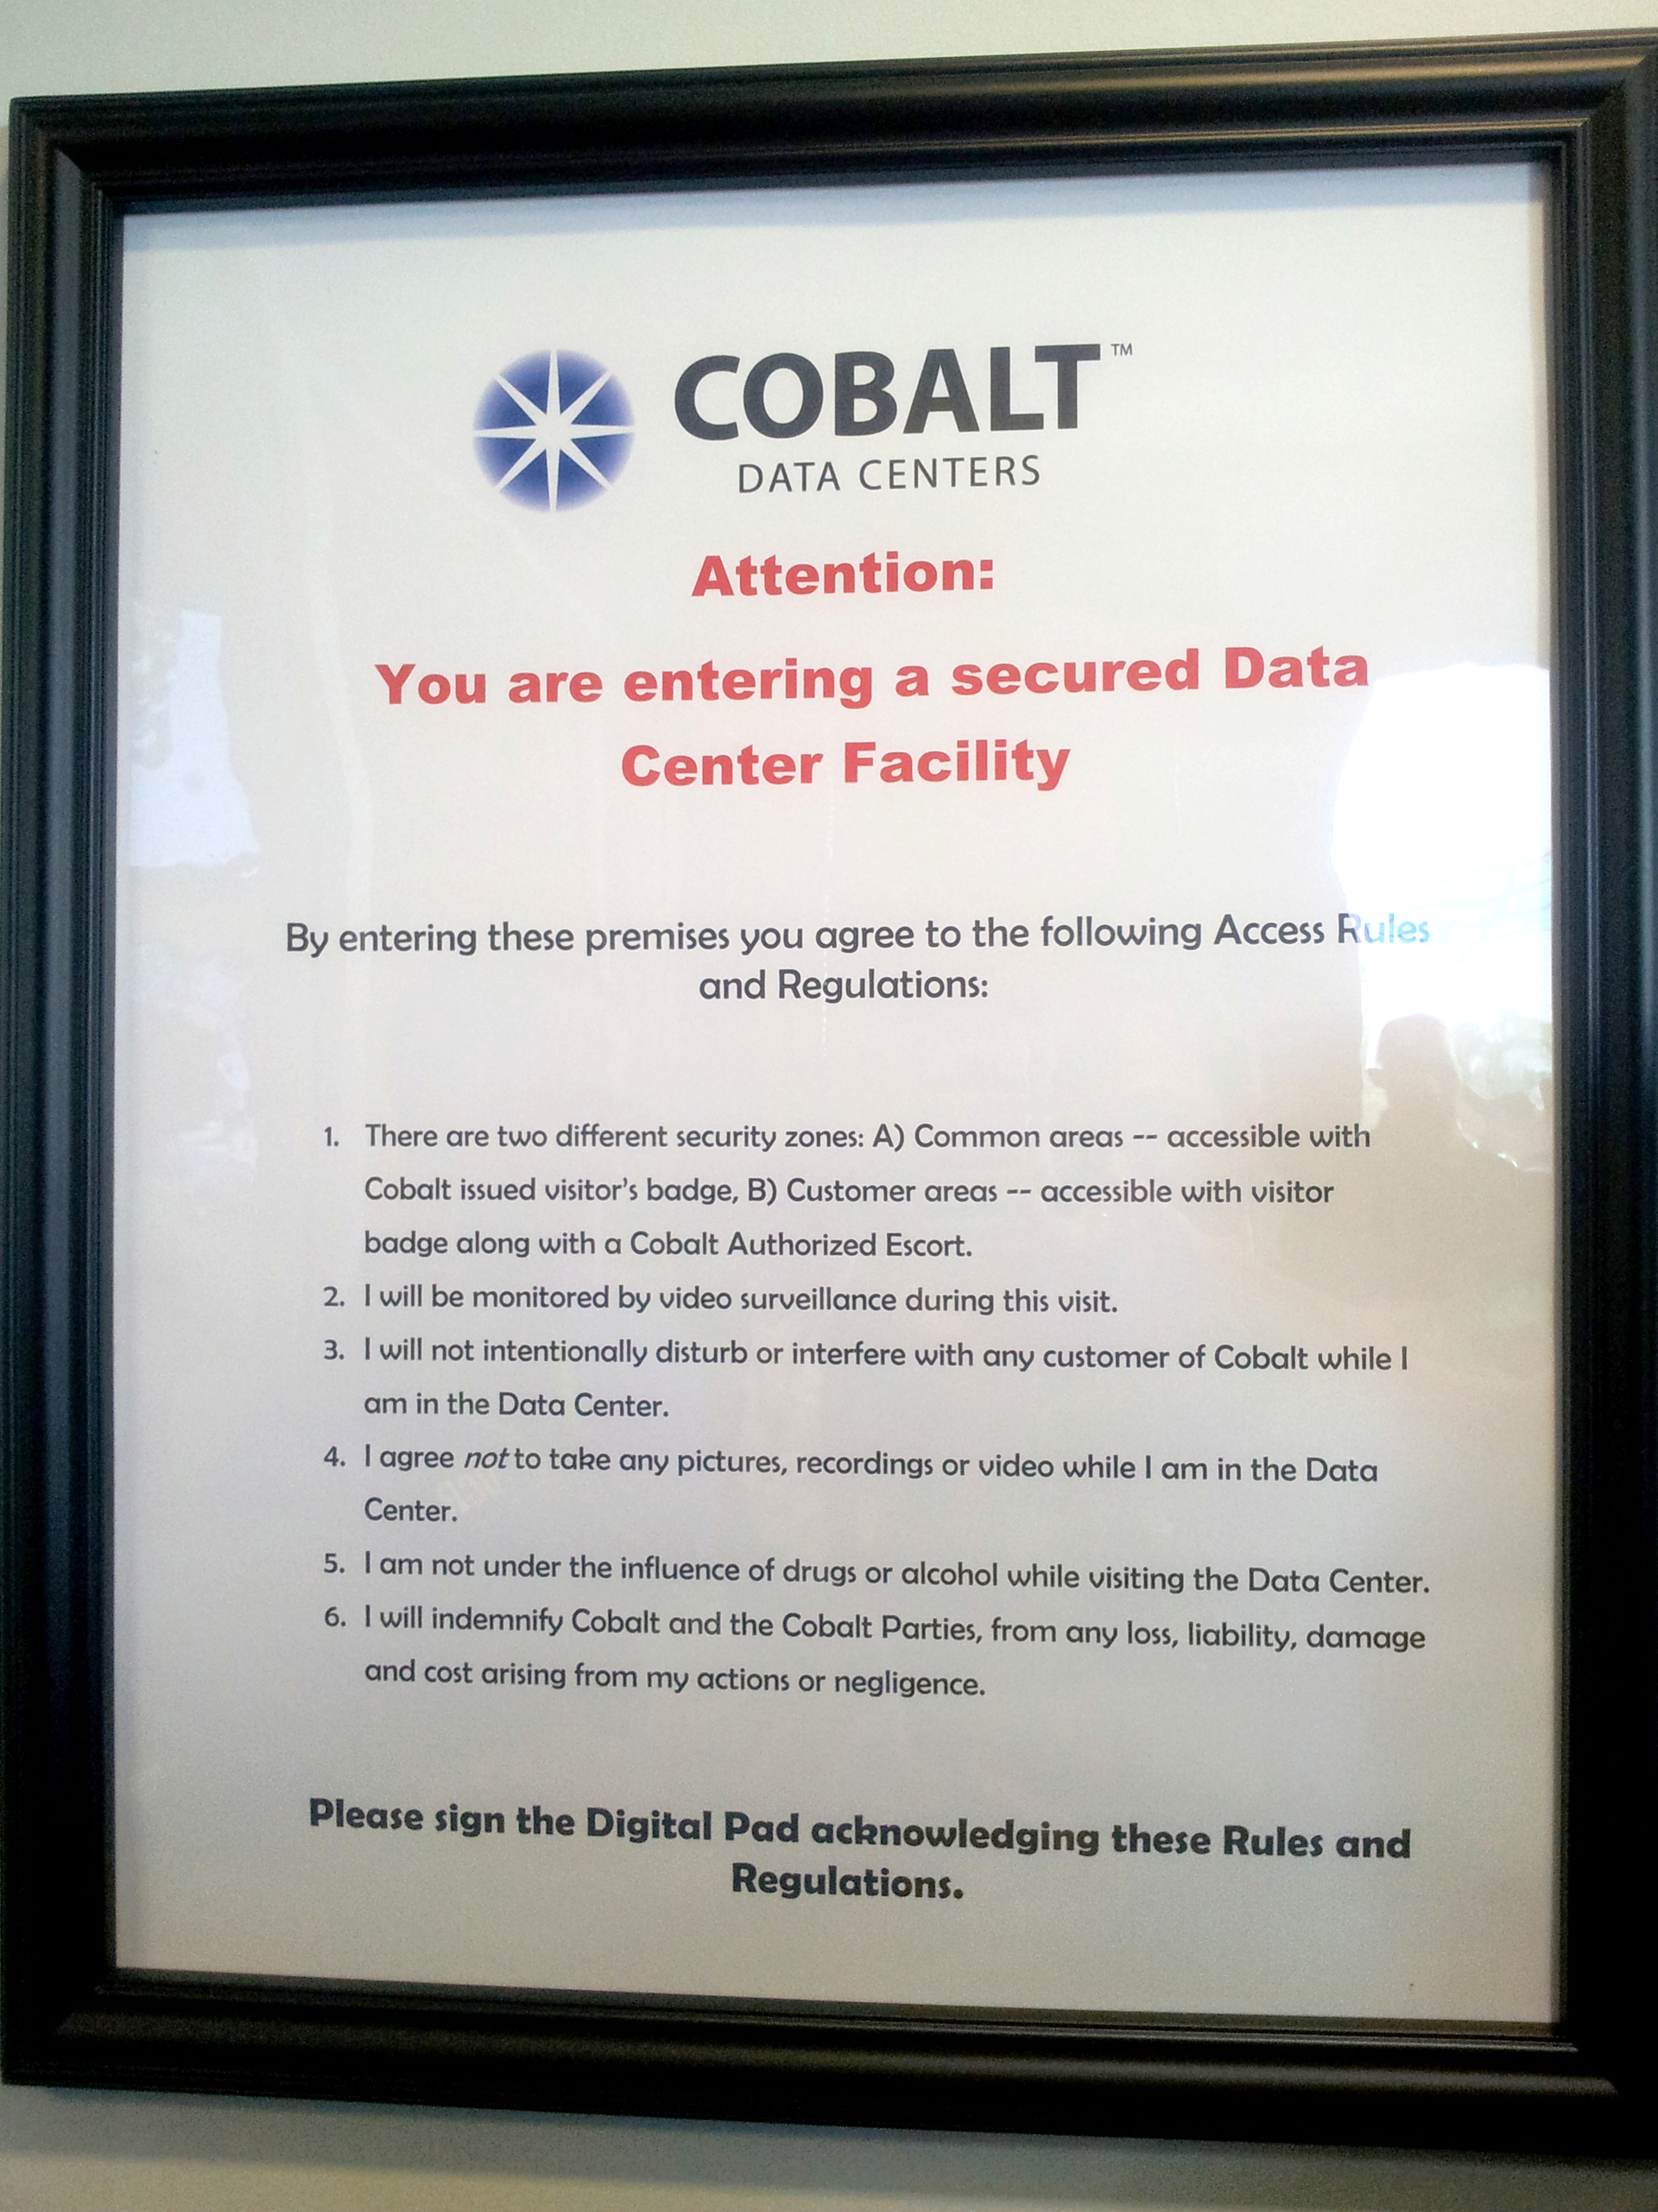 COBALT™
DATA CENTERS
Attention:
You are entering a secured Data
Center Facility
By entering these premises you agree to the following Access Rules
and Regulations:
1. There are two different security zones: A) Common areas -- accessible with
Cobalt issued visitor's badge, B) Customer areas -- accessible with visitor
badge along with a Cobalt Authorized Escort.
2. I will be monitored by video surveillance during this visit.
3. I will not intentionally disturb or interfere with any customer of Cobalt while I
am in the Data Center.
4. I agree not to take any pictures, recordings or video while I am in the Data
Center.
5. I am not under the influence of drugs or alcohol while visiting the Data Center.
6. I will indemnify Cobalt and the Cobalt Parties, from any loss, liability, damage
and cost arising from my actions or negligence.
Please sign the Digital Pad acknowledging these Rules and
Regulations.